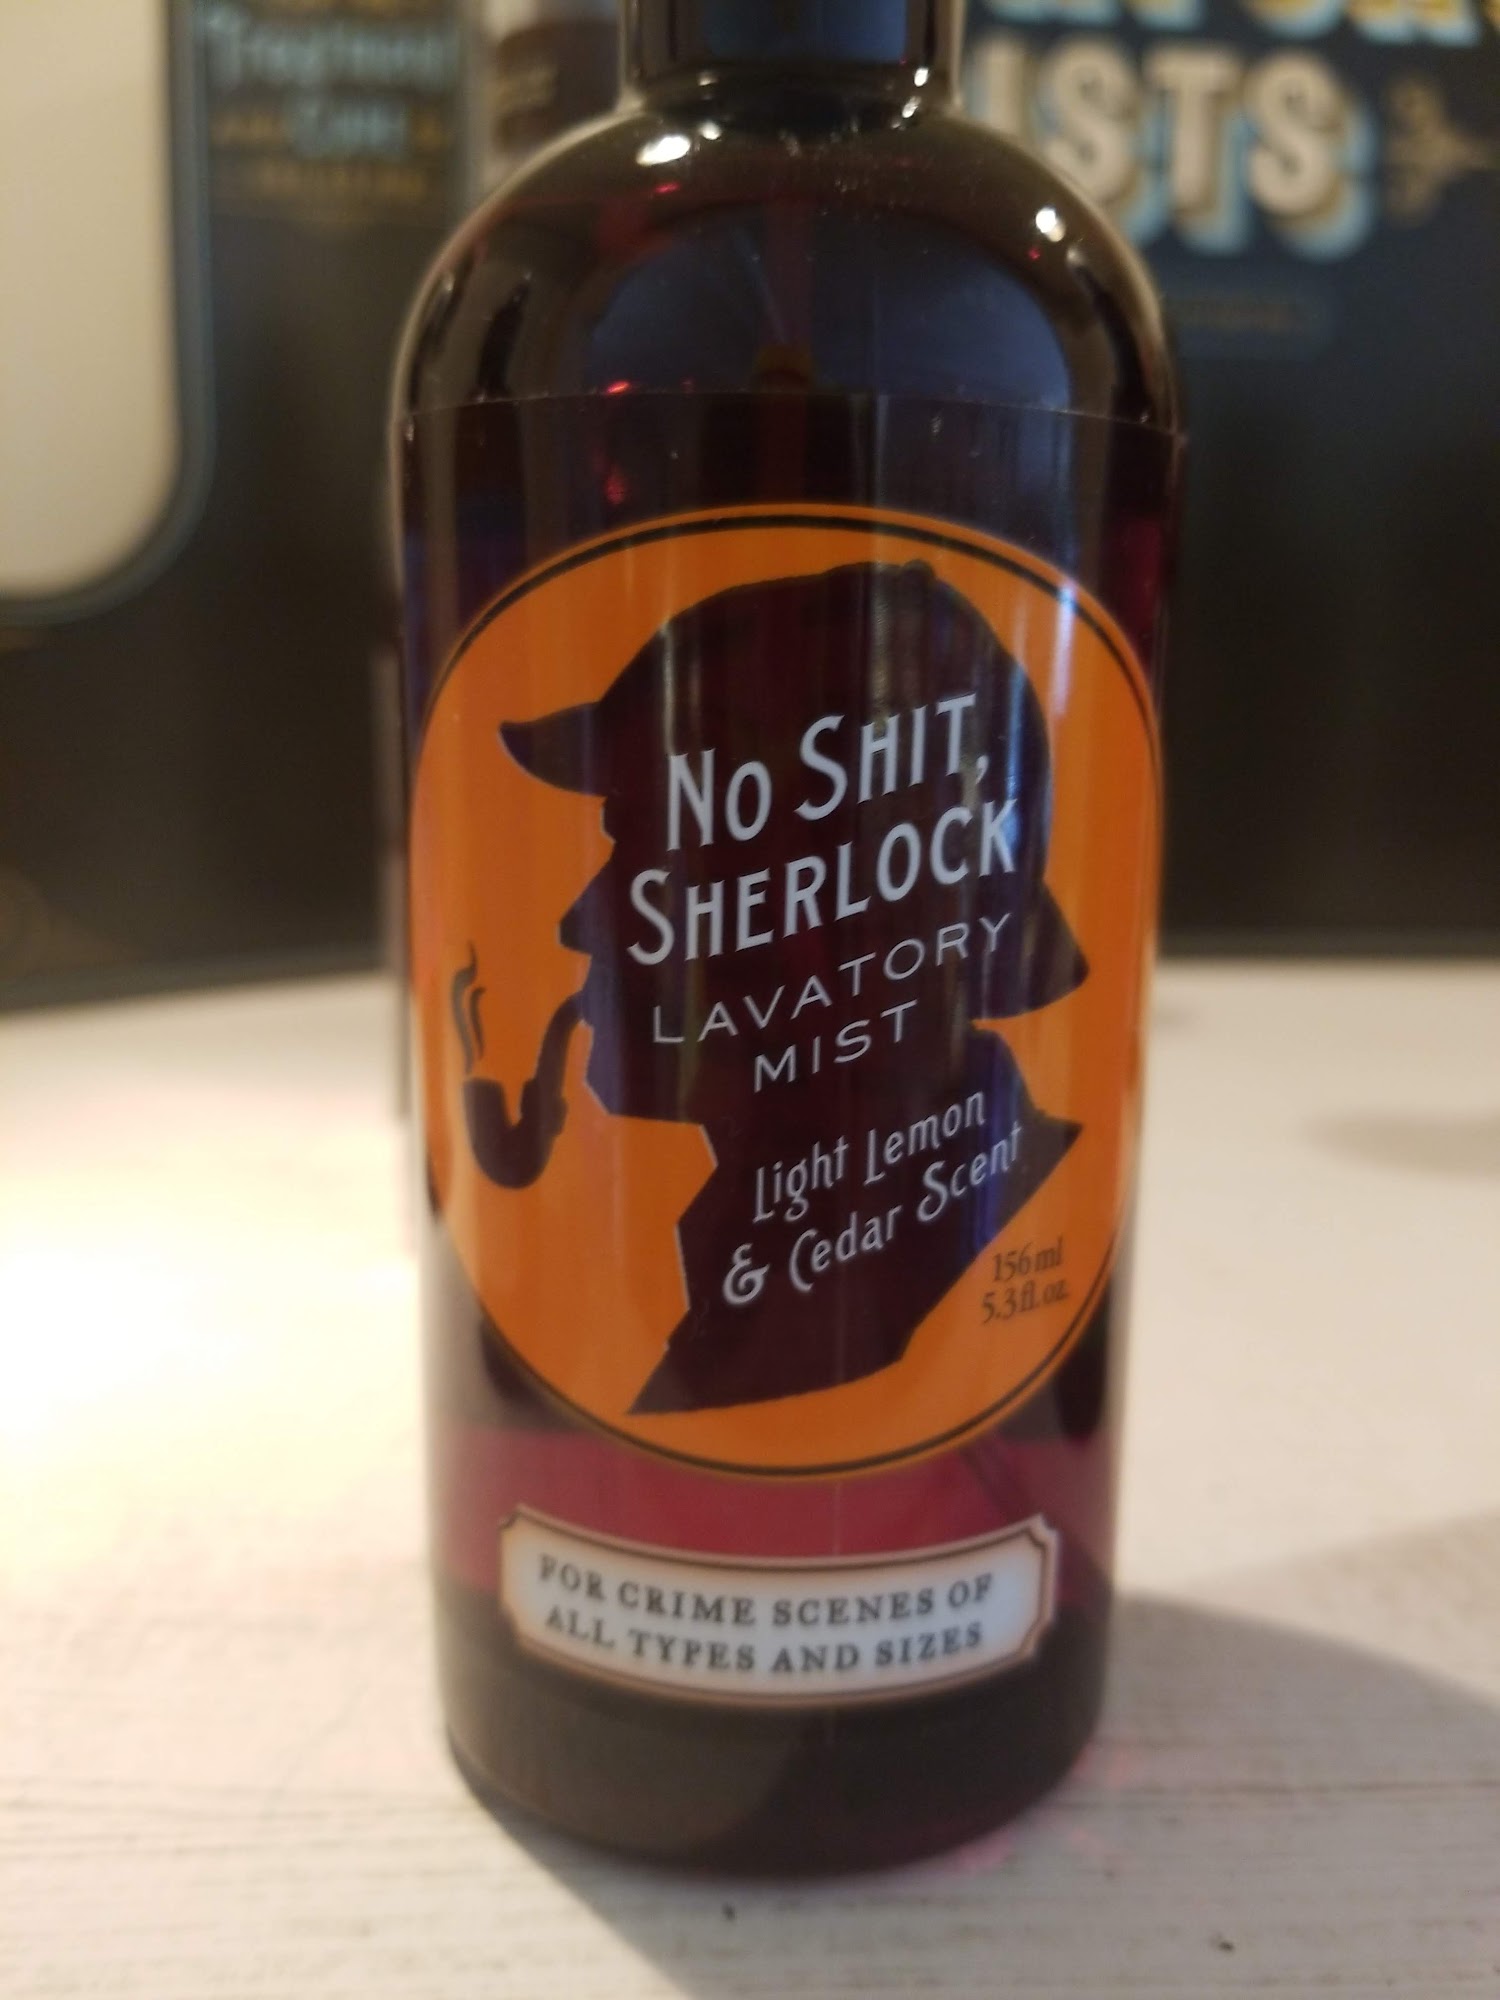 ISTS
No Shit,
Sherlock
LAVATORY
MIST
Light Lemon
& Cedar Scent
156 ml
5.3 fl. oz.
FOR CRIME SCENES OF
ALL TYPES AND SIZES